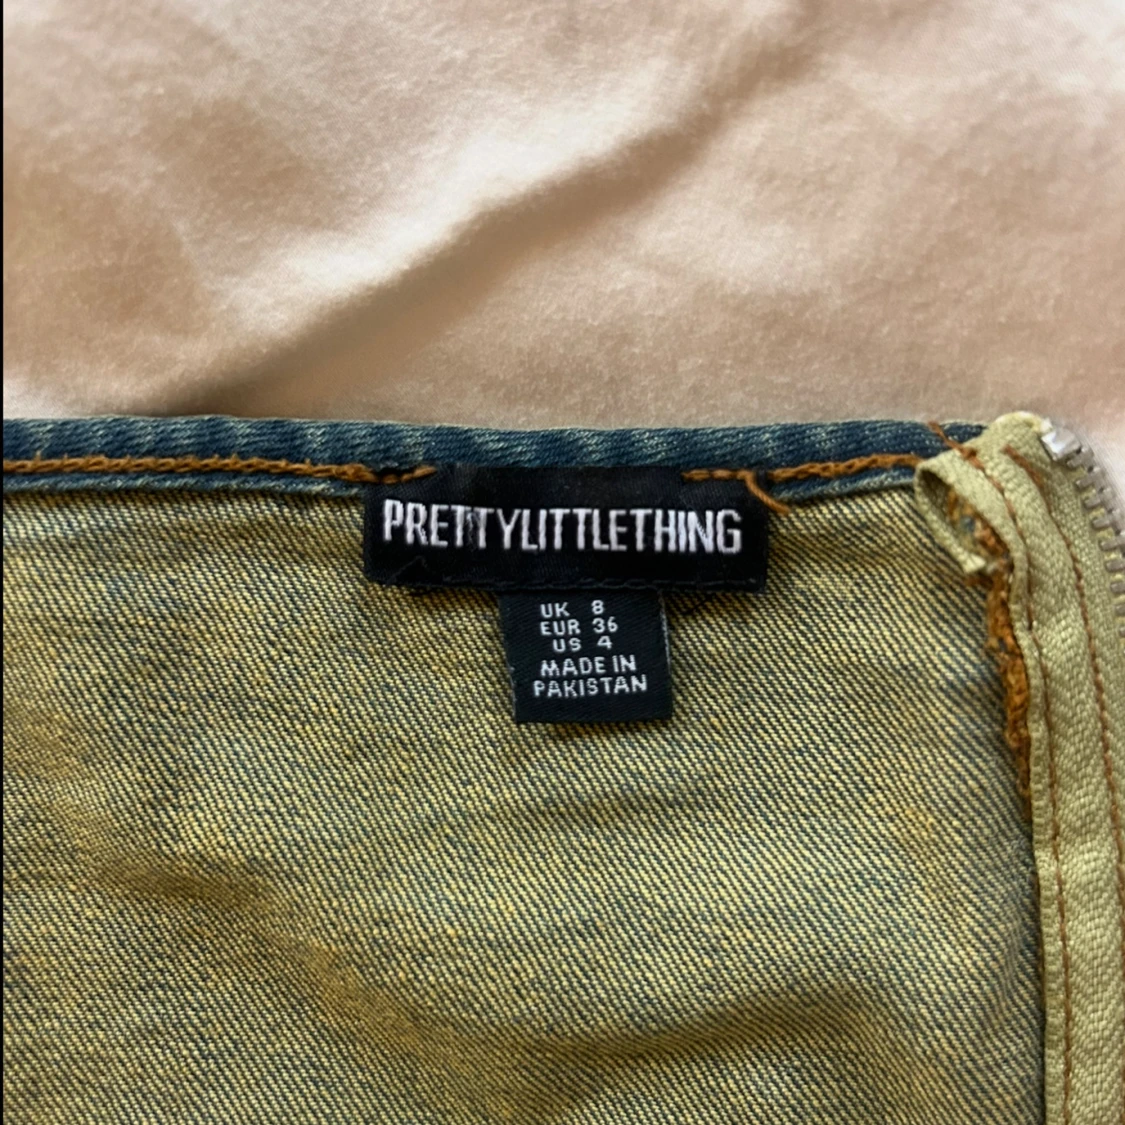 PRETTYLITTLETHING
UK 8
EUR 36
US 4
MADE IN
PAKISTAN